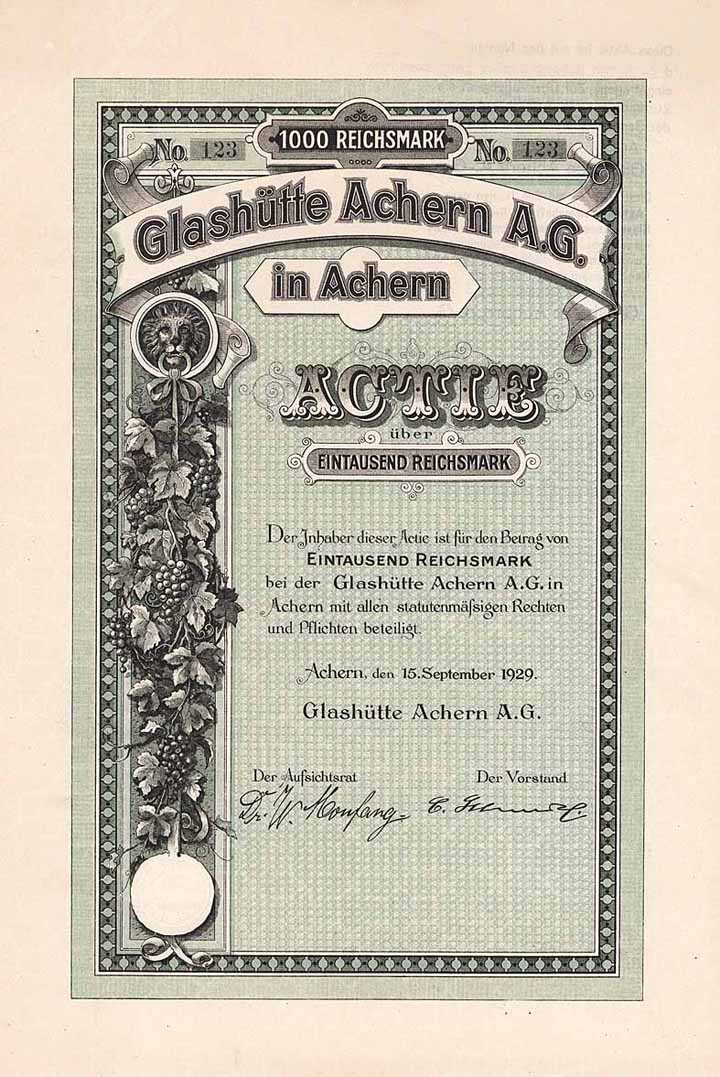 1000 REICHSMARK
No. 123
No. 123
Glashütte Achern A.G.
in Achern
ACTIE
über
EINTAUSEND REICHSMARK
Der Inhaber dieser Actie ist für den Betrag von
EINTAUSEND REICHSMARK
bei der Glashütte Achern A.G. in
Achern mit allen statutenmäſsigen Rechten
und Pflichten beteiligt.
Achern, den 15. September 1929.
Glashütte Achern A.G.
Der Aufsichtsrat
Der Vorstand
Dr. W.